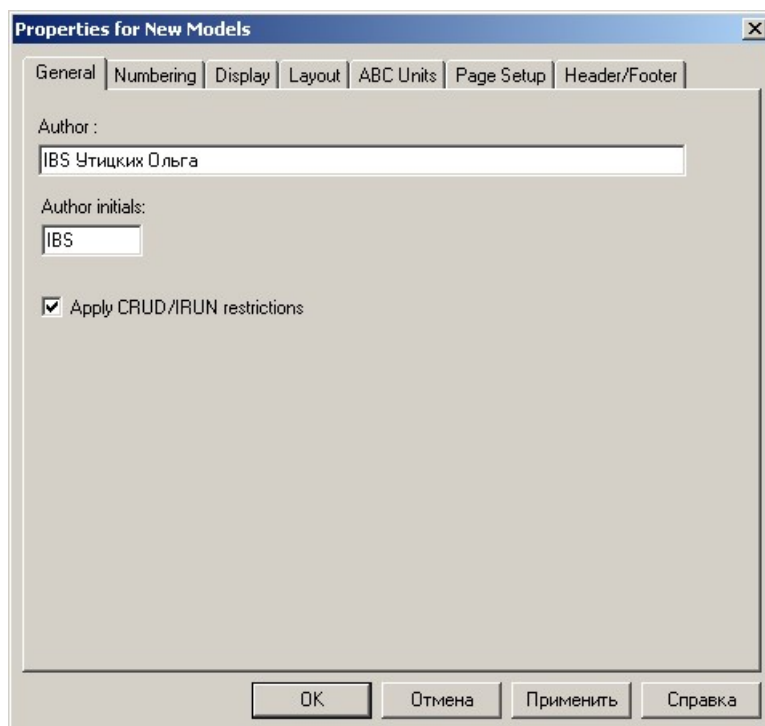 Properties for New Models
General Numbering Display Layout ABC Units Page Setup Header/Footer
Author :
IBS Утицких Ольга
Author initials:
IBS
Apply CRUD/IRUN restrictions
OK Отмена Применить Справка